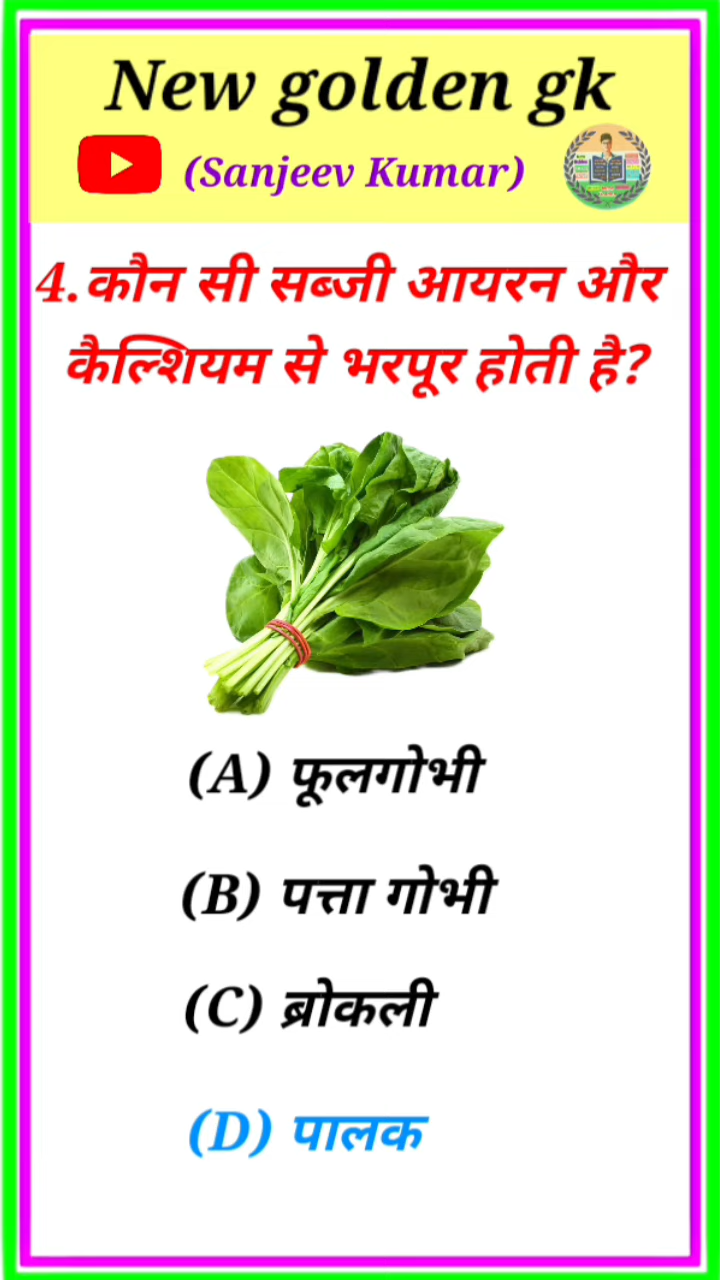 New golden gk
(Sanjeev Kumar)
4. कौन सी सब्जी आयरन और
कैल्शियम से भरपूर होती है?
(A) फूलगोभी
(B) पत्ता गोभी
(C) ब्रोकली
(D) पालक